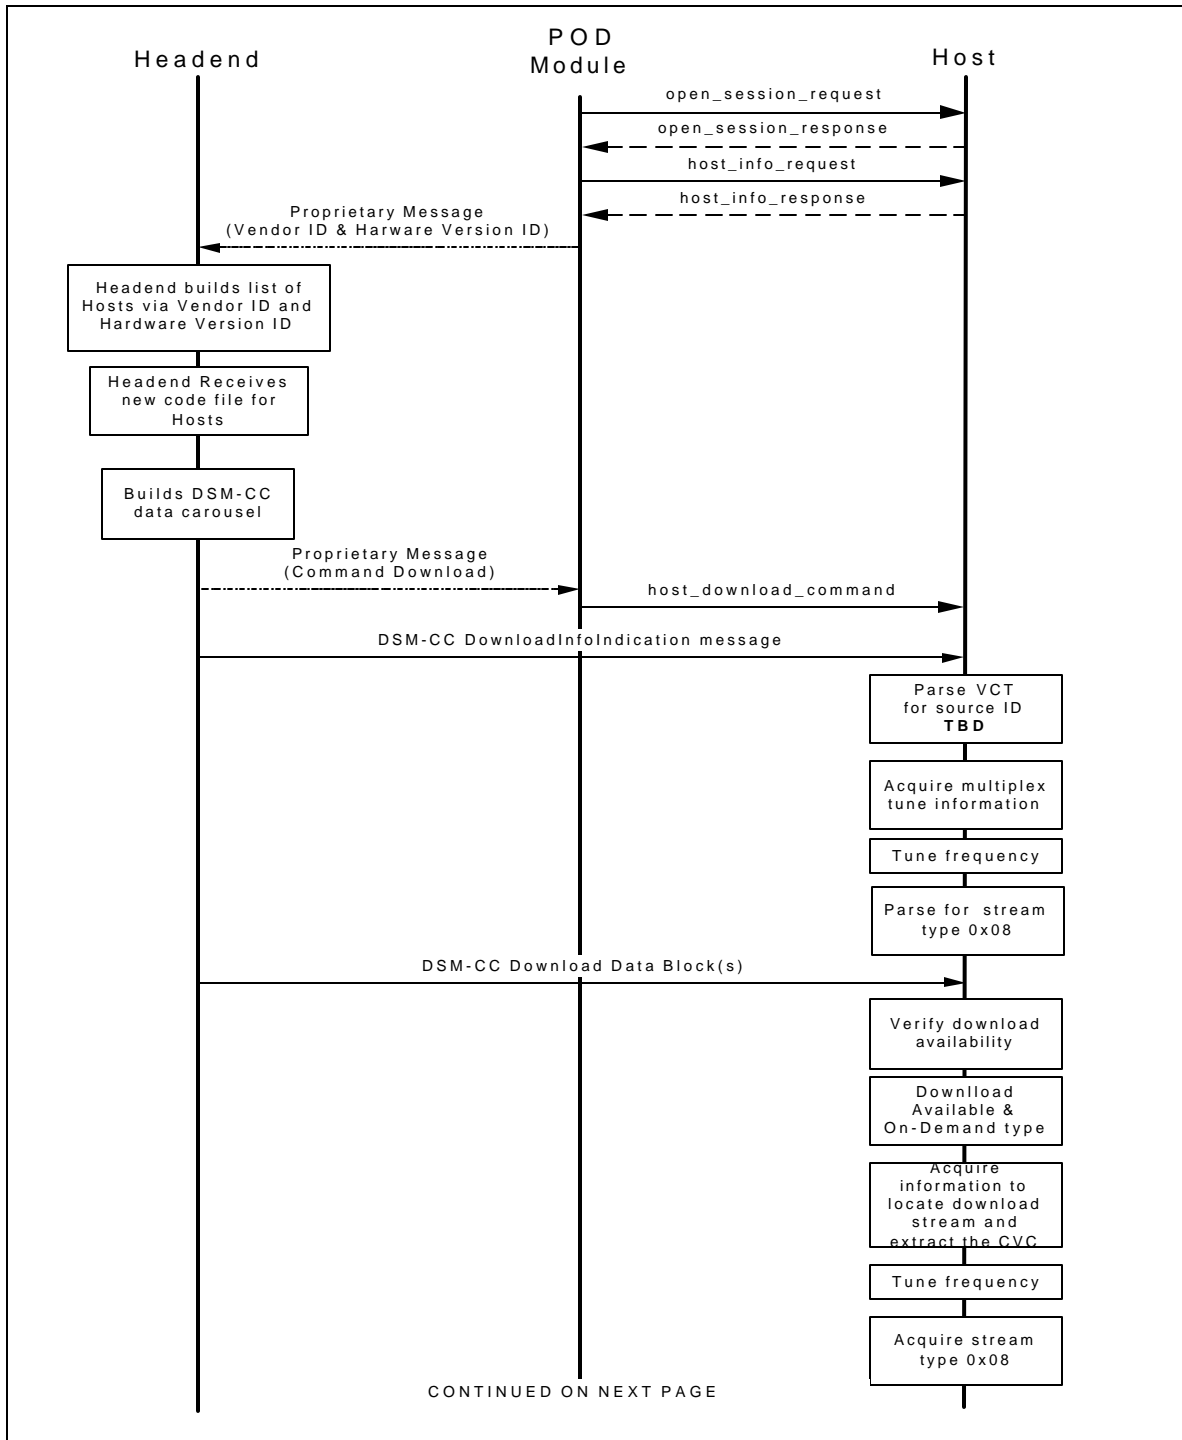 Headend
POD
Module
Host
open_session_request
open_session_response
host_info_request
host_info_response
Proprietary Message
(Vendor ID & Harware Version ID)
Headend builds list of
Hosts via Vendor ID and
Hardware Version ID
Headend Receives
new code file for
Hosts
Builds DSM-CC
data carousel
Proprietary Message
(Command Download)
host_download_command
DSM-CC DownloadInfoIndication message
Parse VCT
for source ID
TBD
Acquire multiplex
tune information
Tune frequency
Parse for stream
type 0x08
DSM-CC Download Data Block(s)
Verify download
availability
Downlload
Available &
On-Demand type
Acquire
information to
locate download
stream and
extract the CVC
Tune frequency
Acquire stream
type 0x08
CONTINUED ON NEXT PAGE